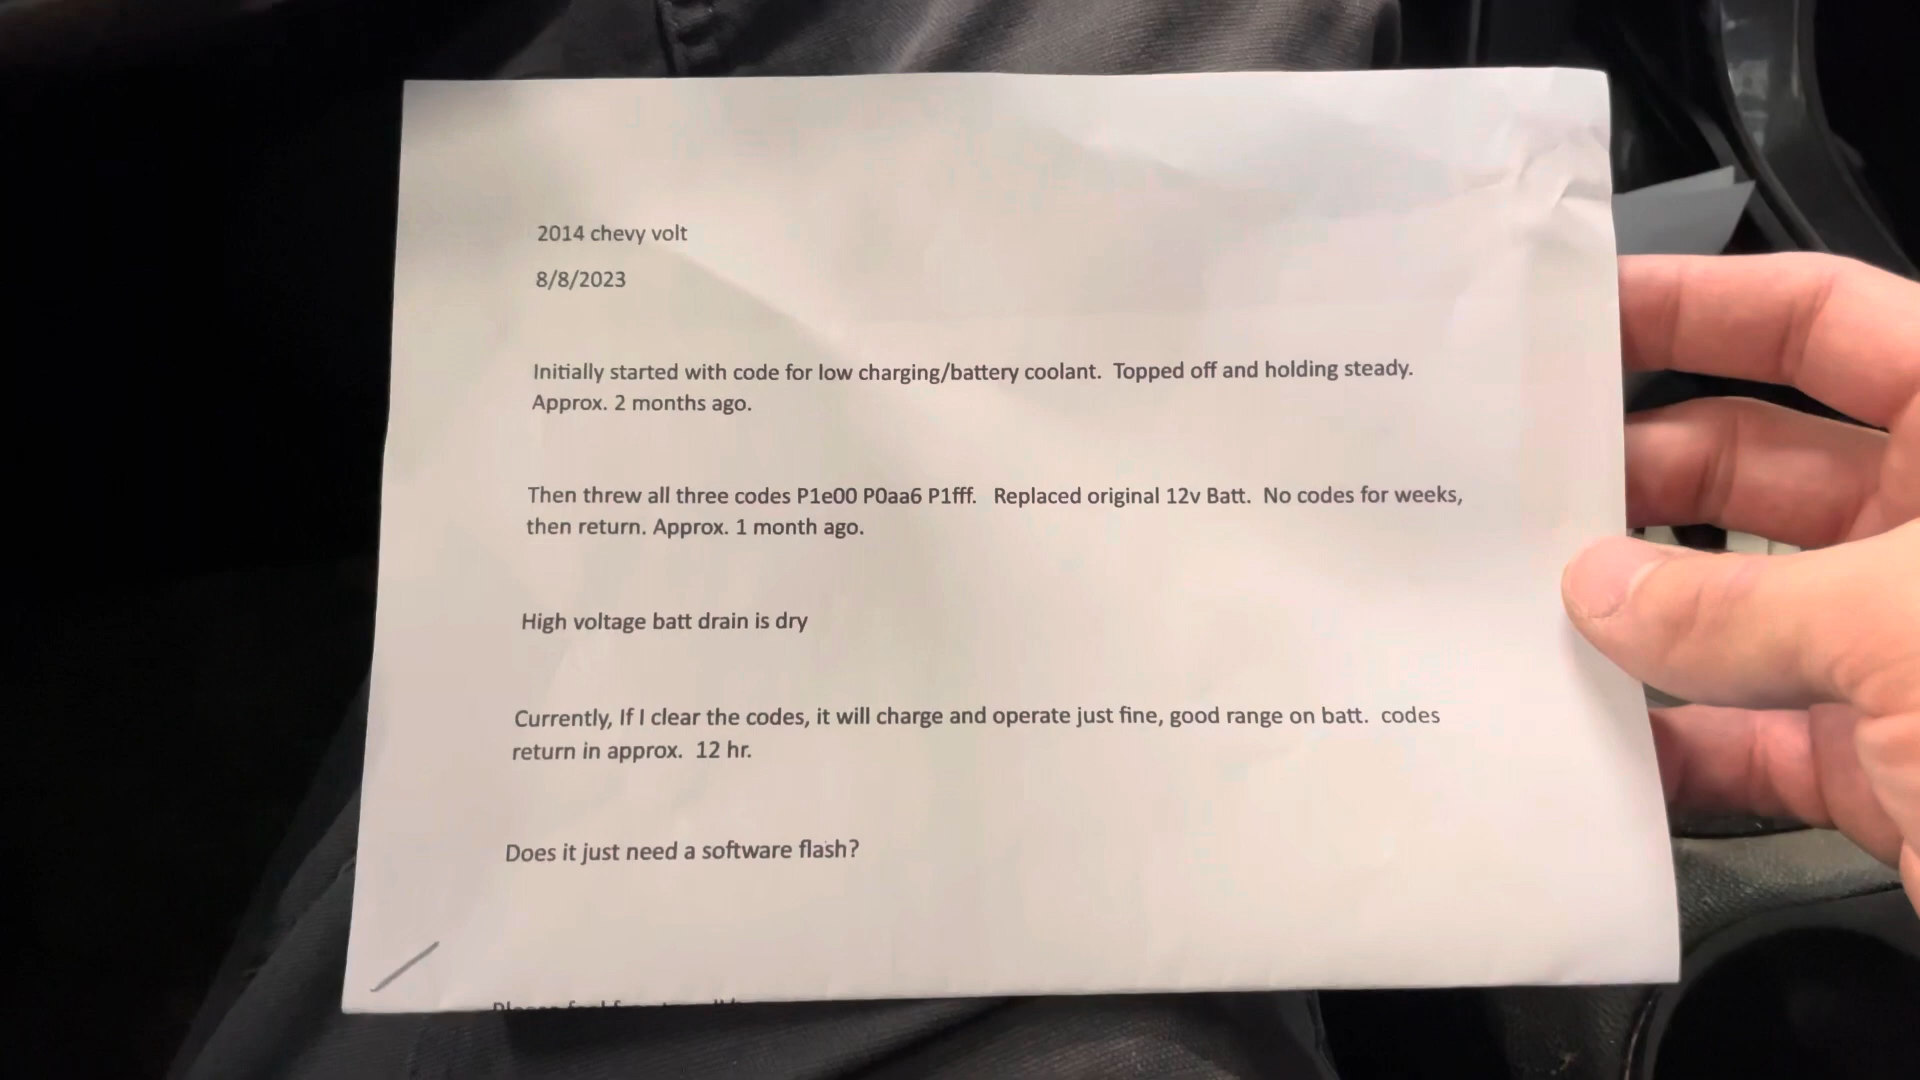 2014 chevy volt
8/8/2023
Initially started with code for low charging/battery coolant.  Topped off and holding steady.
Approx. 2 months ago.
Then threw all three codes P1e00 P0aa6 P1fff.   Replaced original 12v Batt.  No codes for weeks,
then return. Approx. 1 month ago.
High voltage batt drain is dry
Currently, If I clear the codes, it will charge and operate just fine, good range on batt.  codes
return in approx.  12 hr.
Does it just need a software flash?